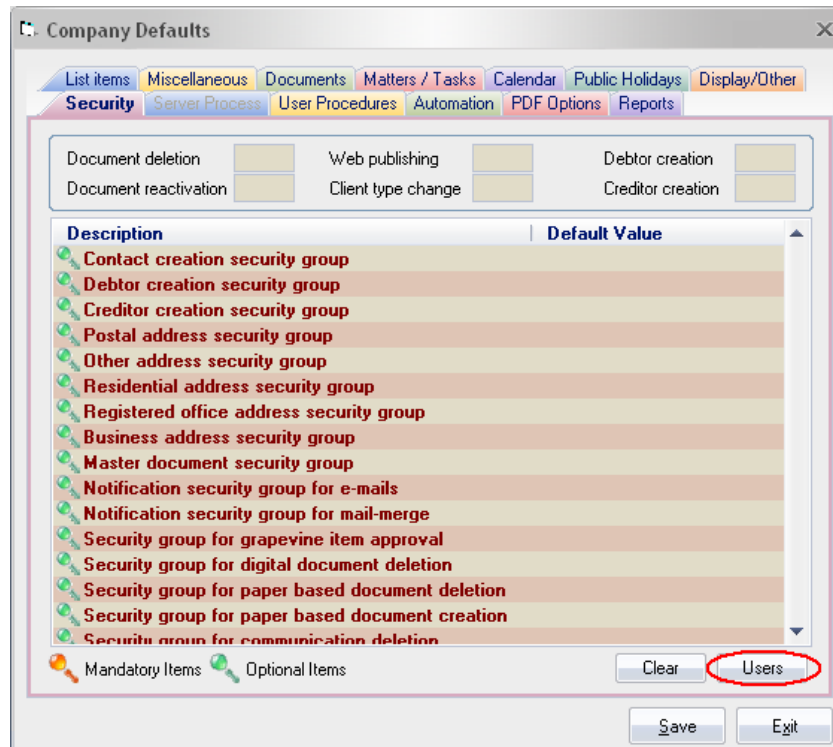 Company Defaults
List items Miscellaneous Documents Matters / Tasks Calendar Public Holidays Display/Other
Security Server Process User Procedures Automation PDF Options Reports
Document deletion Web publishing Debtor creation
Document reactivation Client type change Creditor creation
Description Default Value
Contact creation security group
Debtor creation security group
Creditor creation security group
Postal address security group
Other address security group
Residential address security group
Registered office address security group
Business address security group
Master document security group
Notification security group for e-mails
Notification security group for mail-merge
Security group for grapevine item approval
Security group for digital document deletion
Security group for paper based document deletion
Security group for paper based document creation
Security group for communication deletion
Mandatory Items Optional Items Clear Users
Save Exit